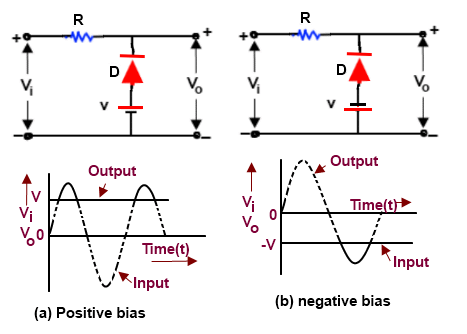 R
+ +
Vi D Vo
v
- -
Output
V
Vi
Vo 0
Time(t)
Input
(a) Positive bias
R
+ +
Vi D Vo
v
- -
Output
Vi
0 Time(t)
Vo
-V
Input
(b) negative bias